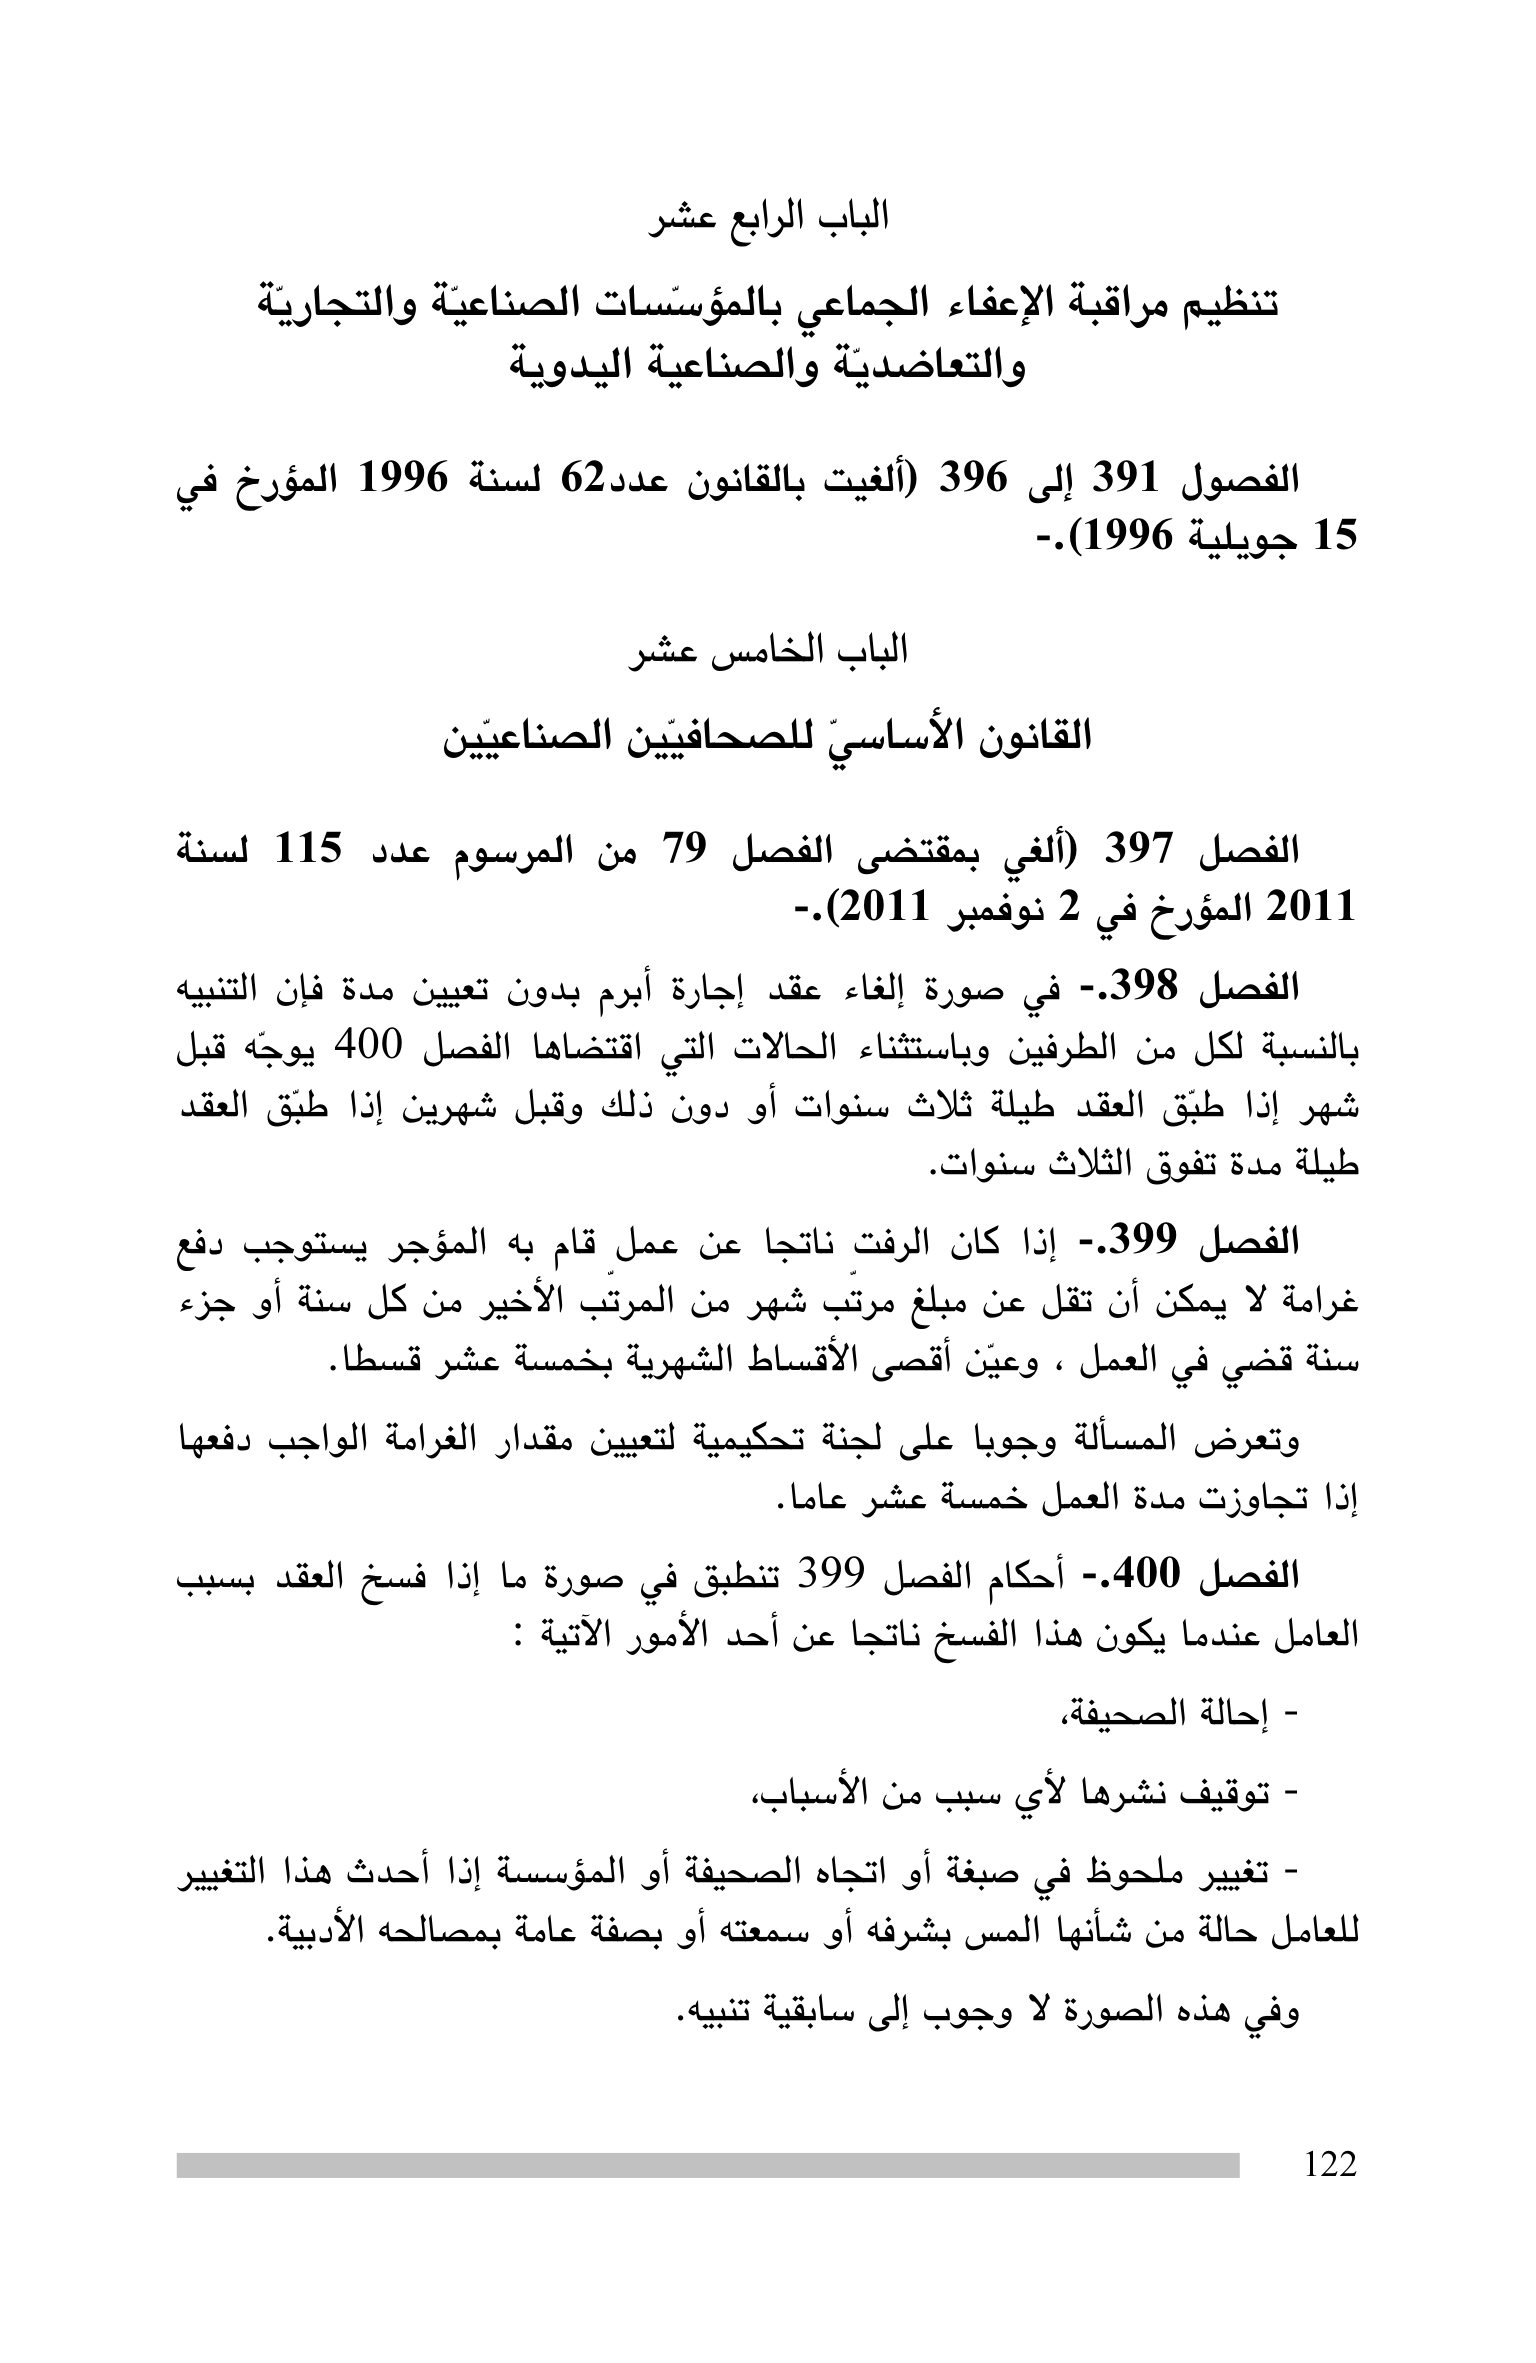 الباب الرابع عشر
تنظيم مراقبة الإعفاء الجماعي بالمؤسّسات الصناعيّة والتجاريّة
والتعاضديّة والصناعية اليدوية
الفصول 391 إلى 396 (ألغيت بالقانون عدد62 لسنة 1996 المؤرخ في
15 جويلية 1996).-
الباب الخامس عشر
القانون الأساسيّ للصحافيّين الصناعيّين
الفصل 397 (ألغي بمقتضى الفصل 79 من المرسوم عدد 115 لسنة
2011 المؤرخ في 2 نوفمبر 2011).-
الفصل 398.- في صورة إلغاء عقد إجارة أبرم بدون تعيين مدة فإن التنبيه
بالنسبة لكل من الطرفين وباستثناء الحالات التي اقتضاها الفصل 400 يوجّه قبل
شهر إذا طبّق العقد طيلة ثلاث سنوات أو دون ذلك وقبل شهرين إذا طبّق العقد
طيلة مدة تفوق الثلاث سنوات.
الفصل 399.- إذا كان الرفت ناتجا عن عمل قام به المؤجر يستوجب دفع
غرامة لا يمكن أن تقل عن مبلغ مرتّب شهر من المرتّب الأخير من كل سنة أو جزء
سنة قضي في العمل ، وعيّن أقصى الأقساط الشهرية بخمسة عشر قسطا.
وتعرض المسألة وجوبا على لجنة تحكيمية لتعيين مقدار الغرامة الواجب دفعها
إذا تجاوزت مدة العمل خمسة عشر عاما.
الفصل 400.- أحكام الفصل 399 تنطبق في صورة ما إذا فسخ العقد بسبب
العامل عندما يكون هذا الفسخ ناتجا عن أحد الأمور الآتية :
- إحالة الصحيفة،
- توقيف نشرها لأي سبب من الأسباب،
- تغيير ملحوظ في صبغة أو اتجاه الصحيفة أو المؤسسة إذا أحدث هذا التغيير
للعامل حالة من شأنها المس بشرفه أو سمعته أو بصفة عامة بمصالحه الأدبية.
وفي هذه الصورة لا وجوب إلى سابقية تنبيه.
122